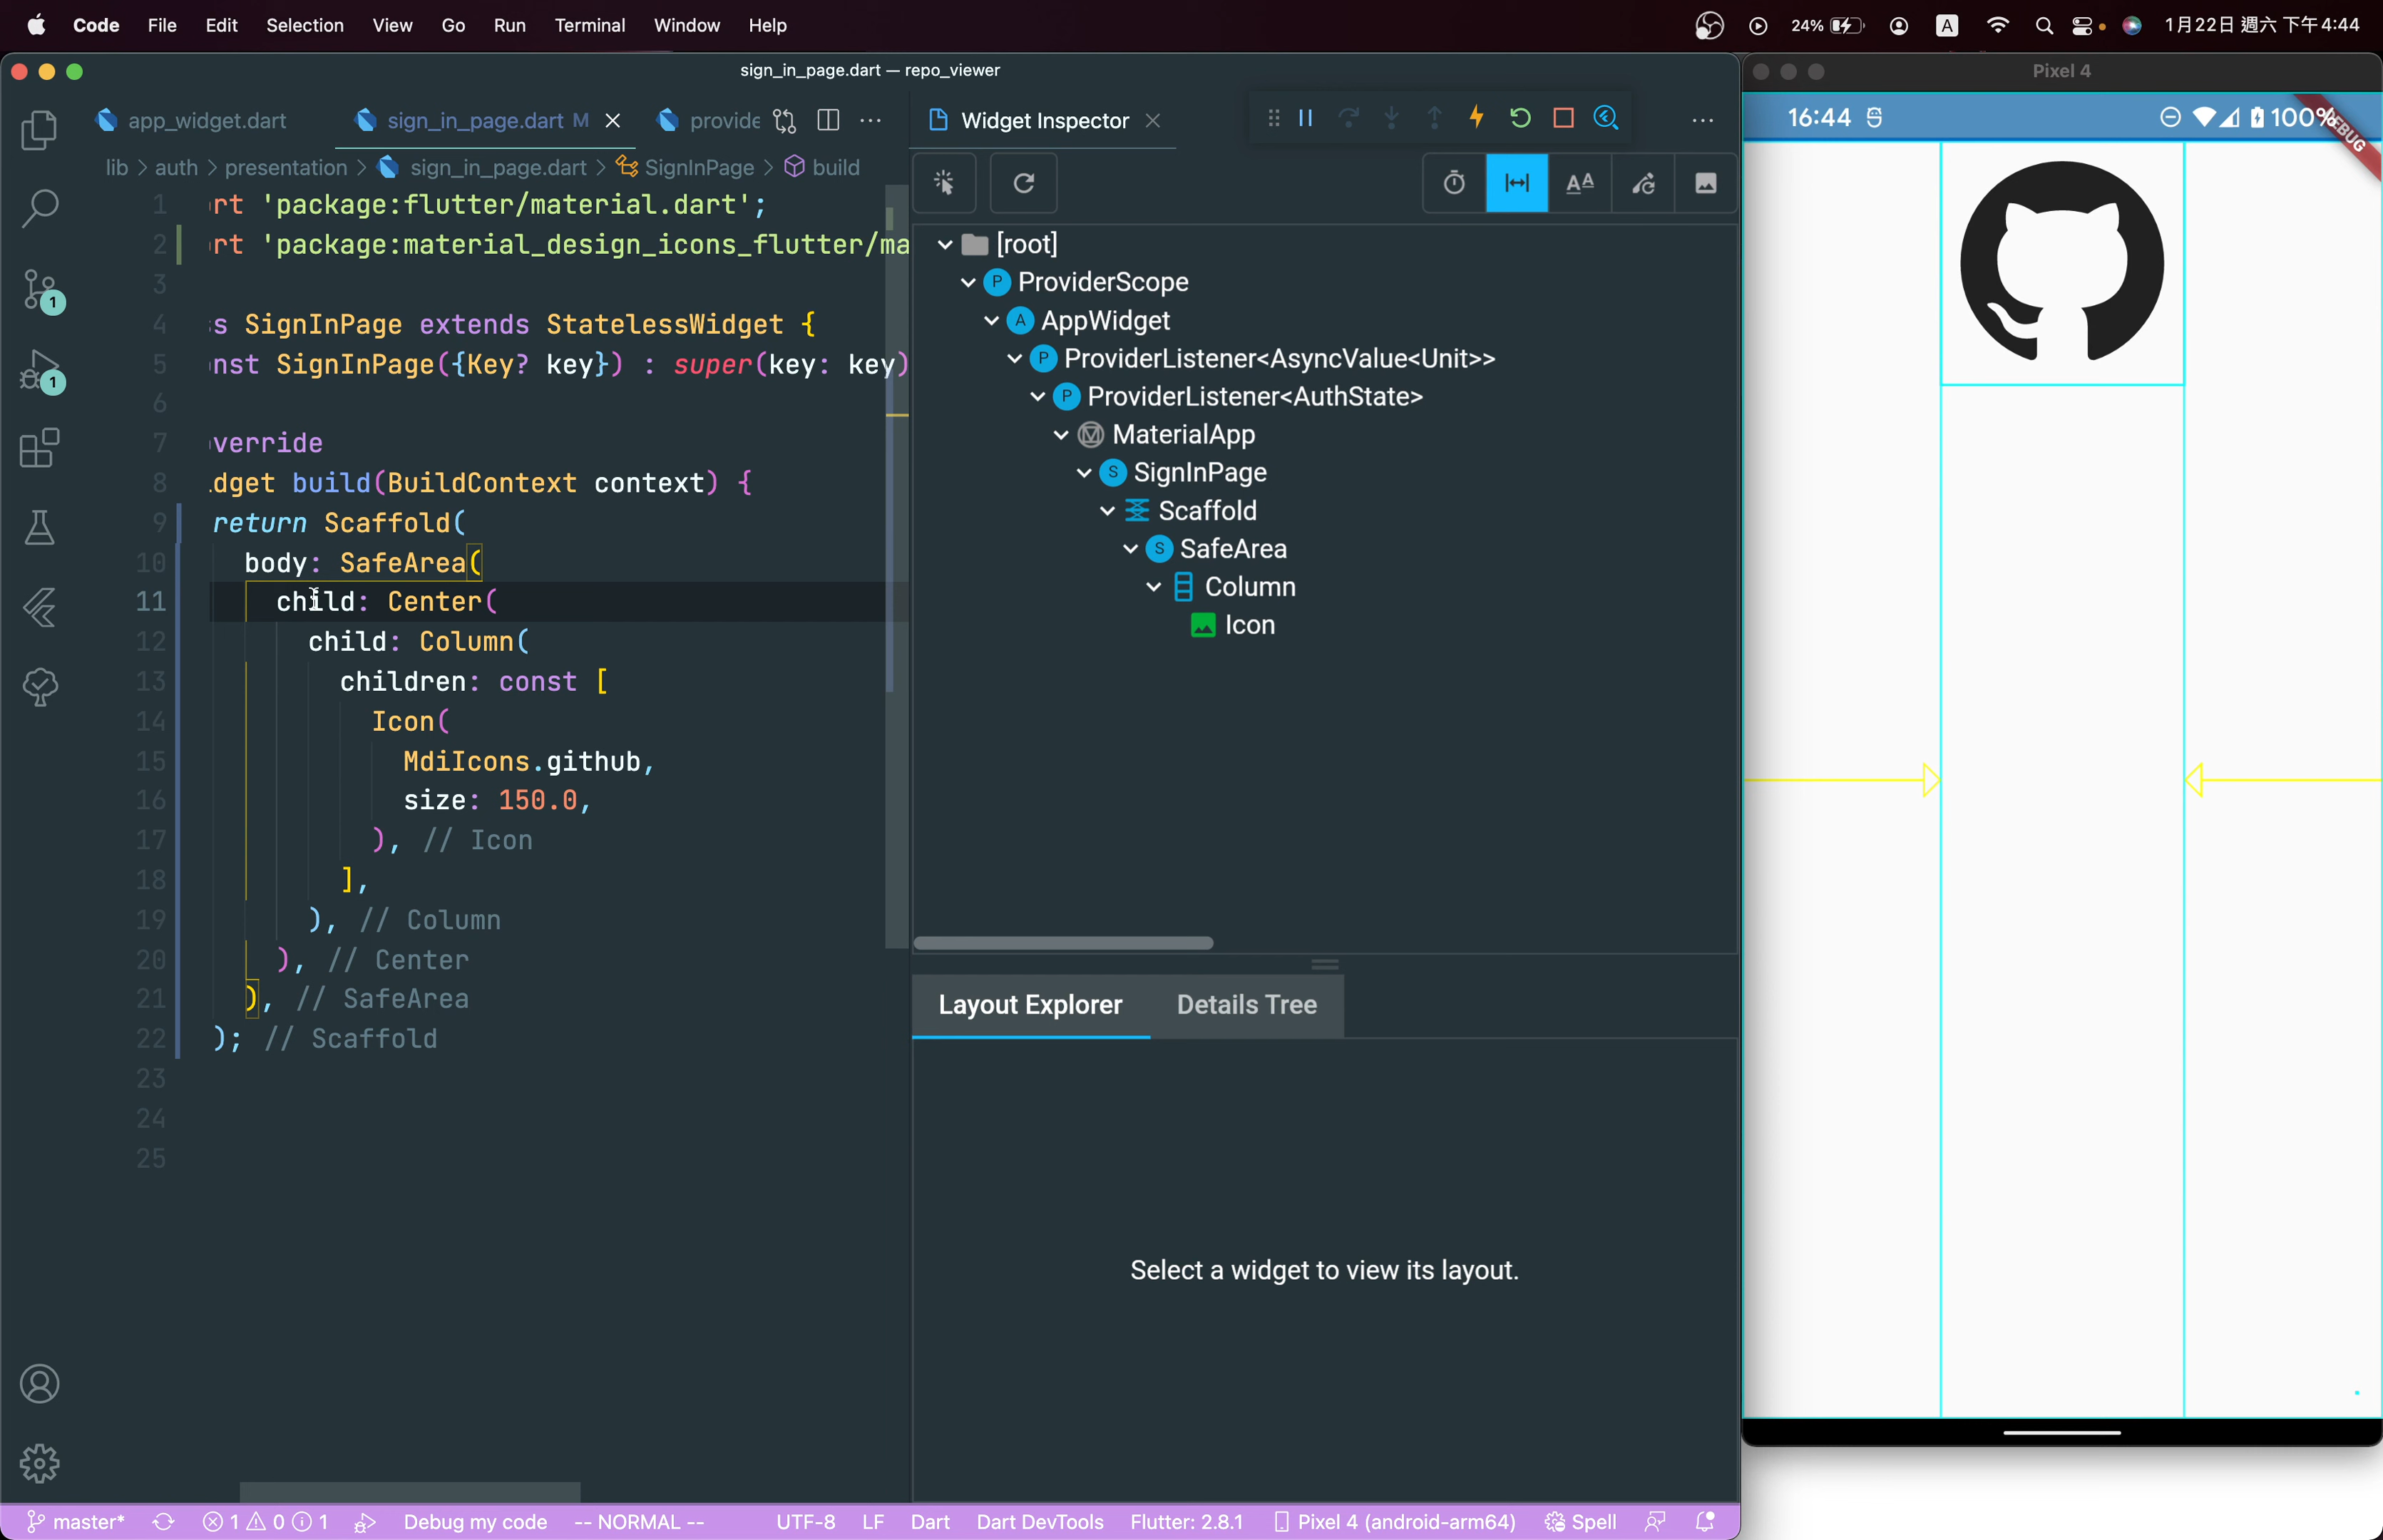 Code File Edit Selection View Go Run Terminal Window Help
24% A 1月22日 週六 下午4:44
sign_in_page.dart — repo_viewer
app_widget.dart
sign_in_page.dart M
provide
lib > auth > presentation > sign_in_page.dart > SignInPage > build
1 rt 'package:flutter/material.dart';
2 rt 'package:material_design_icons_flutter/ma
3
4 s SignInPage extends StatelessWidget {
5 nst SignInPage({Key? key}) : super(key: key)
6
7 verride
8 dget build(BuildContext context) {
9 return Scaffold(
10 body: SafeArea(
11 child: Center(
12 child: Column(
13 children: const [
14 Icon(
15 MdiIcons.github,
16 size: 150.0,
17 ), // Icon
18 ],
19 ), // Column
20 ), // Center
21 ), // SafeArea
22 ); // Scaffold
23
24
25
1
1
Widget Inspector
[root]
P ProviderScope
A AppWidget
P ProviderListener<AsyncValue<Unit>>
P ProviderListener<AuthState>
MaterialApp
S SignInPage
Scaffold
S SafeArea
Column
Icon
Layout Explorer Details Tree
Select a widget to view its layout.
master* 1 0 1 Debug my code -- NORMAL -- UTF-8 LF Dart Dart DevTools Flutter: 2.8.1 Pixel 4 (android-arm64) Spell
Pixel 4
16:44 100%